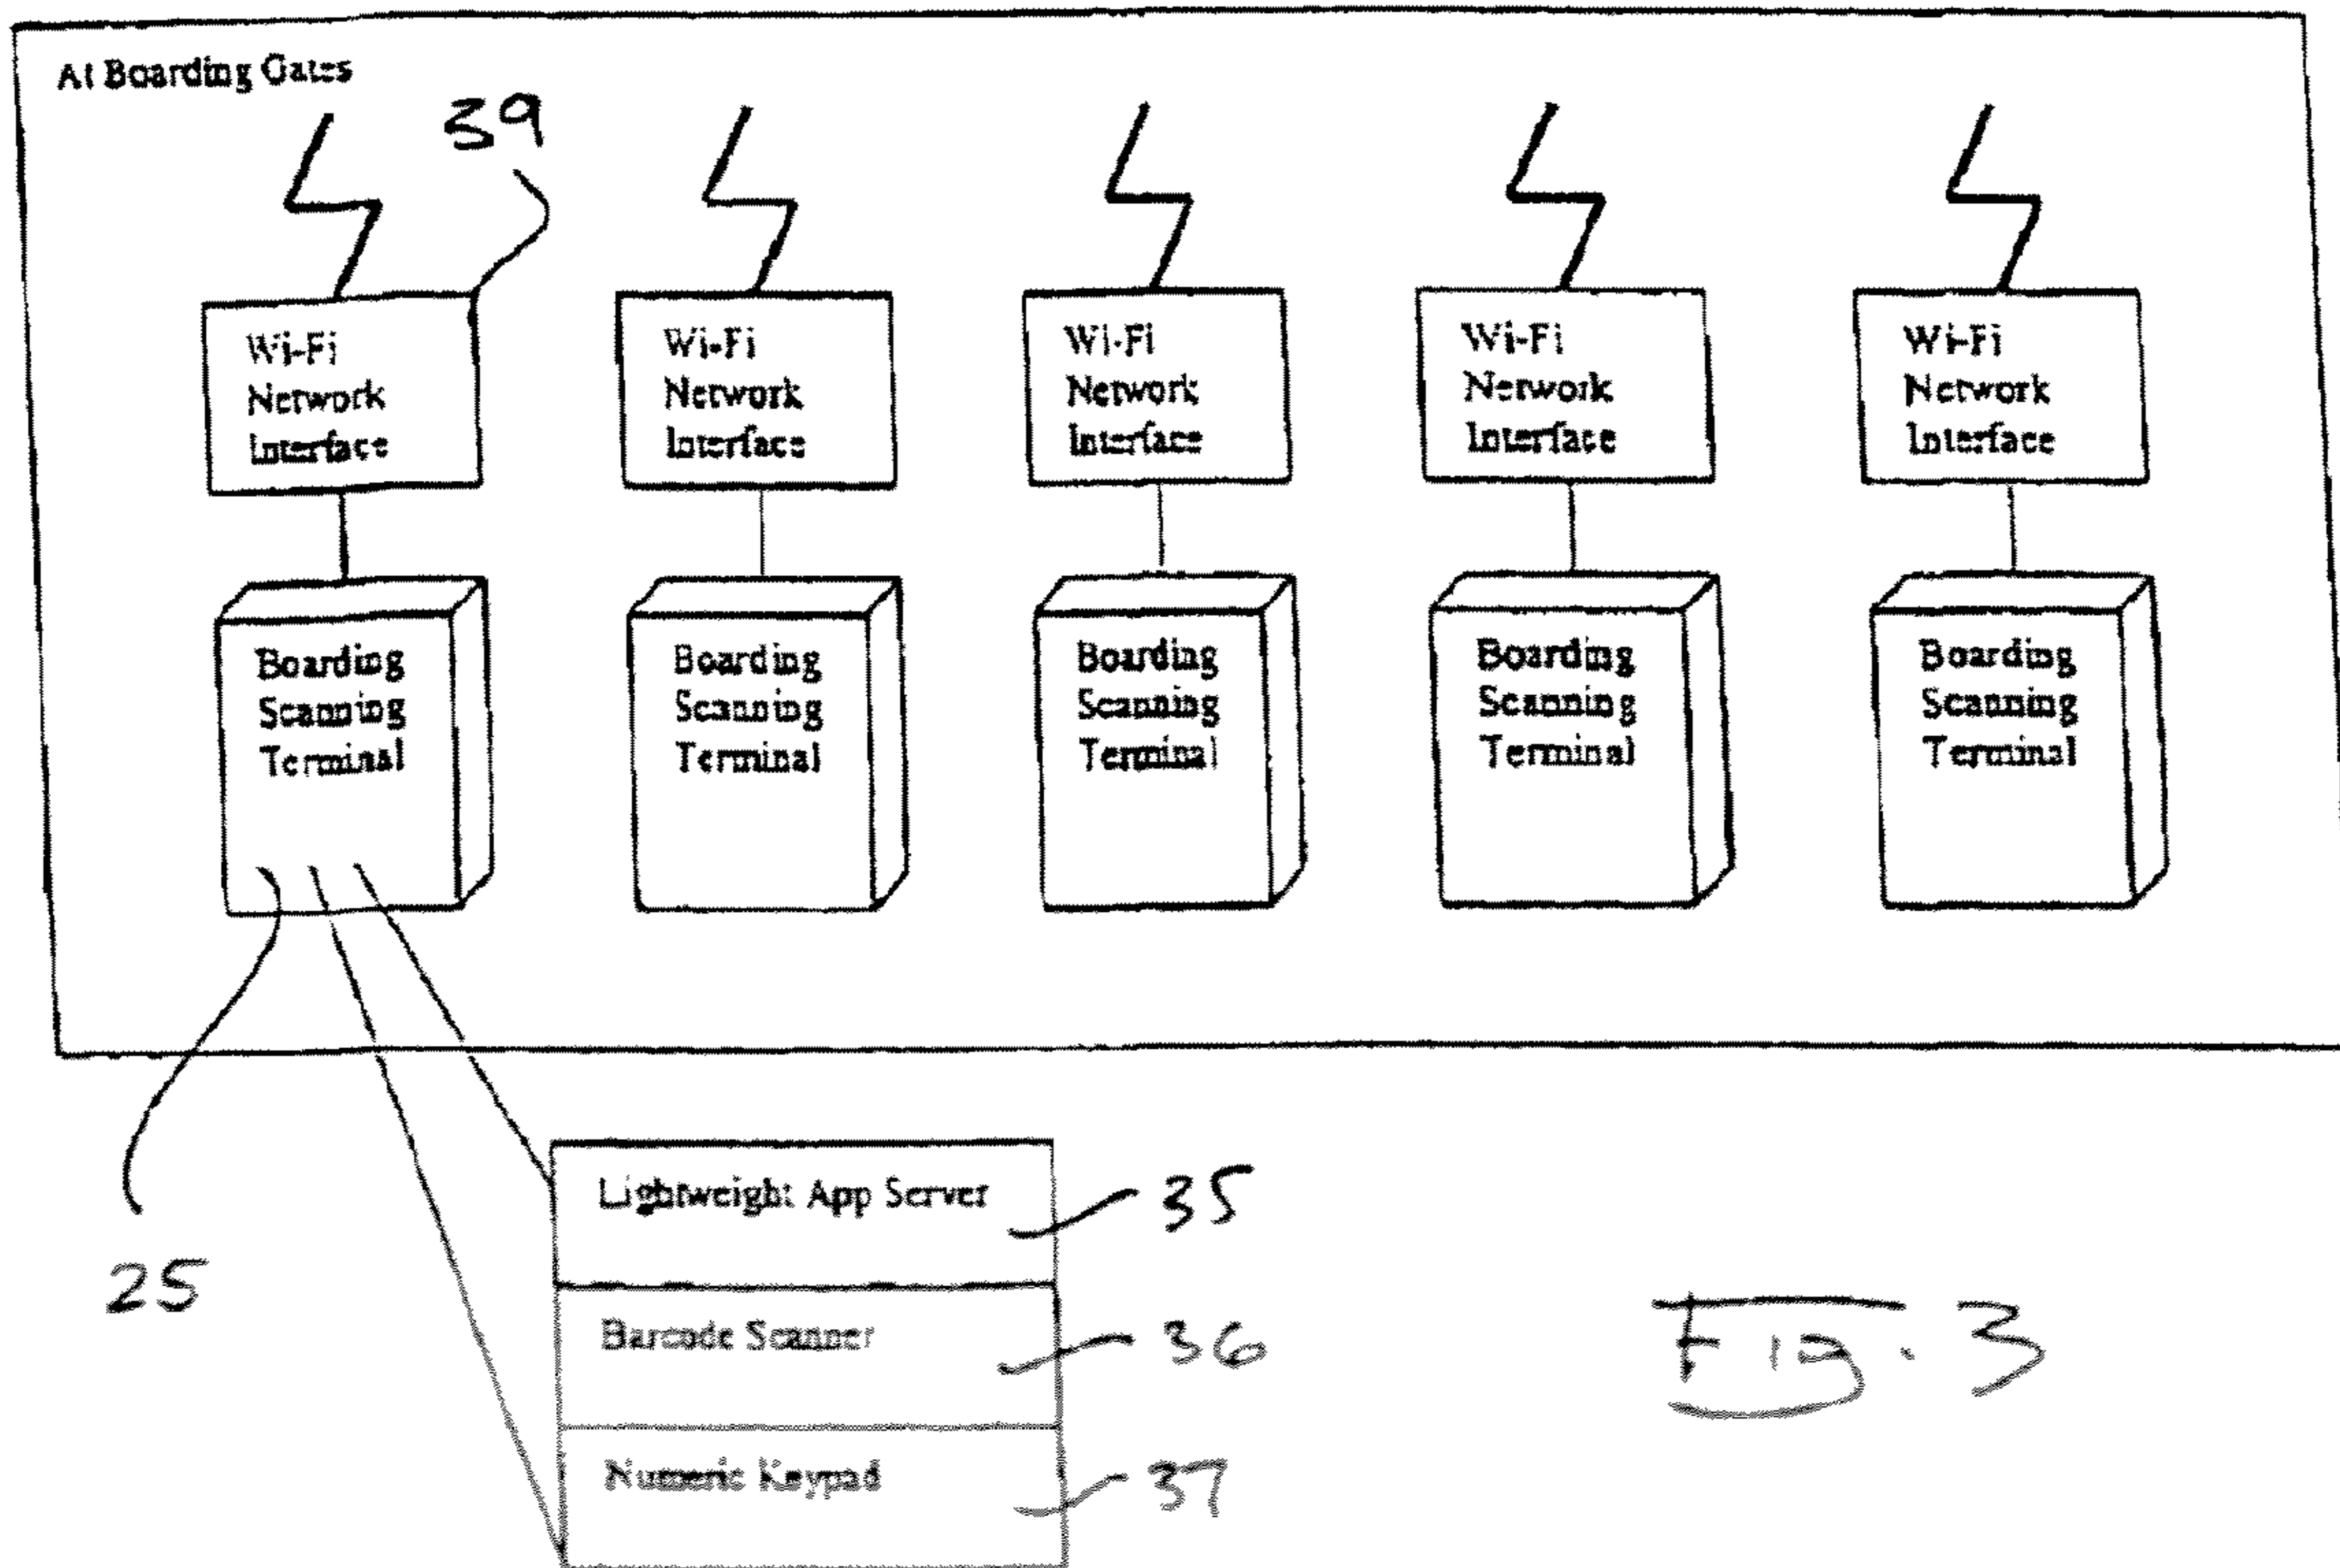 At Boarding Gates
39
Wi-Fi
Network
Interface
Wi-Fi
Network
Interface
Wi-Fi
Network
Interface
Wi-Fi
Network
Interface
Wi-Fi
Network
Interface
Boarding
Scanning
Terminal
Boarding
Scanning
Terminal
Boarding
Scanning
Terminal
Boarding
Scanning
Terminal
Boarding
Scanning
Terminal
25
Lightweight App Server
35
Barcode Scanner
36
Numeric Keypad
37
Fig. 3